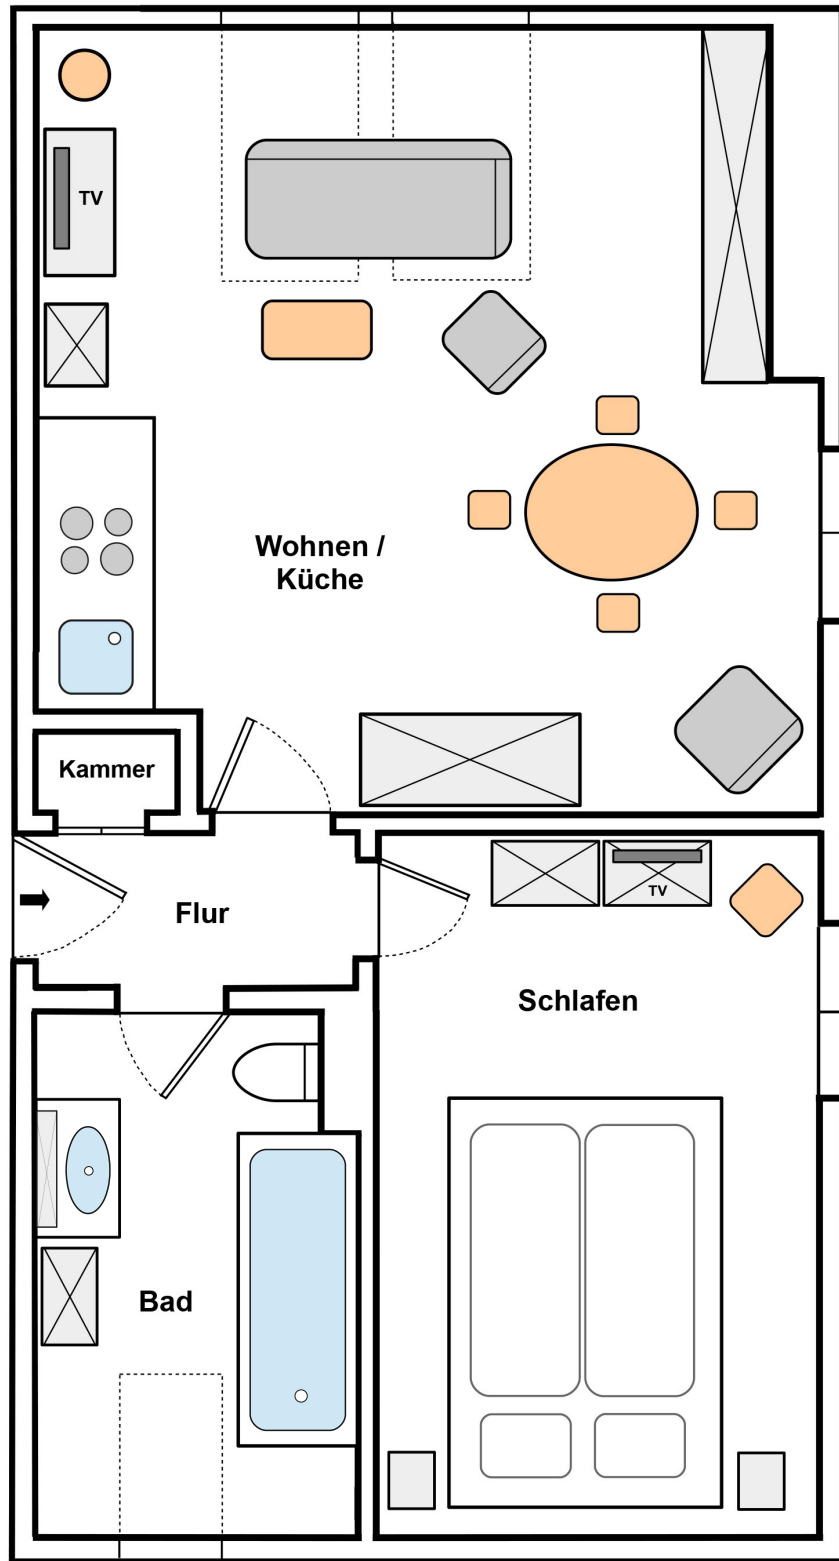 TV
Wohnen /
Küche
Kammer
Flur
TV
Schlafen
Bad